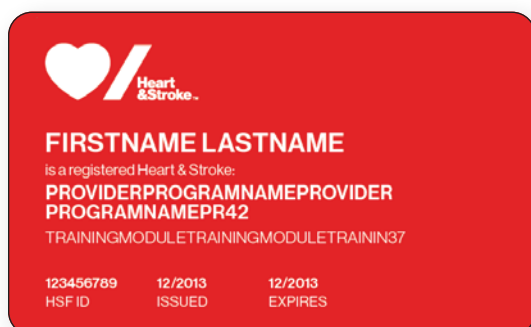 Heart
&Stroke™
FIRSTNAME LASTNAME
is a registered Heart & Stroke:
PROVIDERPROGRAMNAMEPROVIDER
PROGRAMNAMEPR42
TRAININGMODULETRAININGMODULETRAININ37
123456789 12/2013 12/2013
HSF ID ISSUED EXPIRES